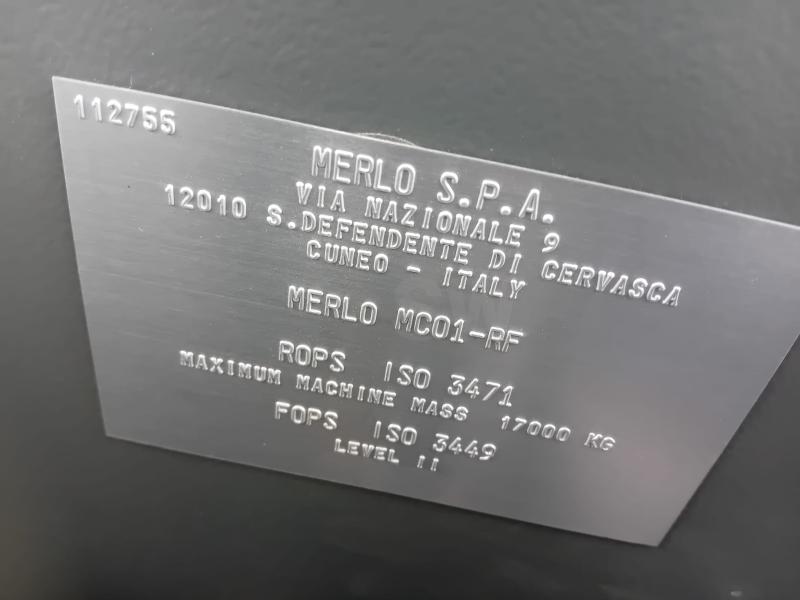 112755
MERLO S.P.A.
VIA NAZIONALE 9
12010 S.DEFENDENTE DI CERVASCA
CUNEO - ITALY
MERLO MC01-RF
ROPS ISO 3471
MAXIMUM MACHINE MASS 17000 KG
FOPS ISO 3449
LEVEL II